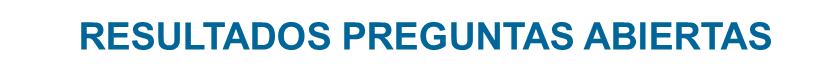 RESULTADOS PREGUNTAS ABIERTAS